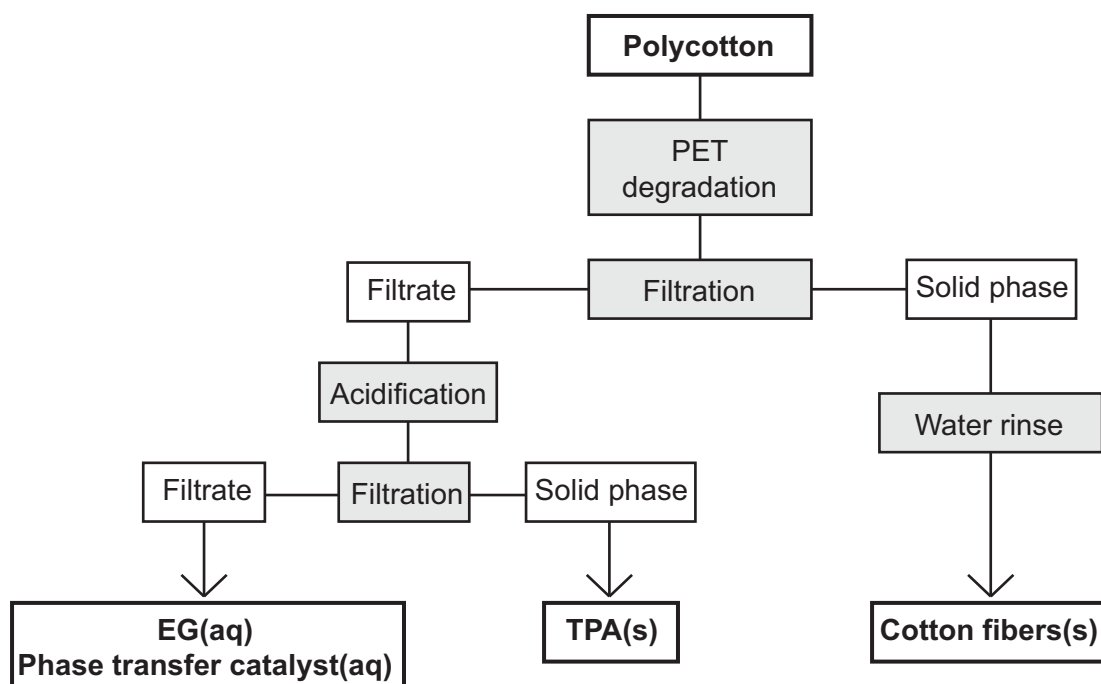 Polycotton
PET
degradation
Filtrate
Filtration
Solid phase
Acidification
Water rinse
Filtrate
Filtration
Solid phase
EG(aq)
Phase transfer catalyst(aq)
TPA(s)
Cotton fibers(s)